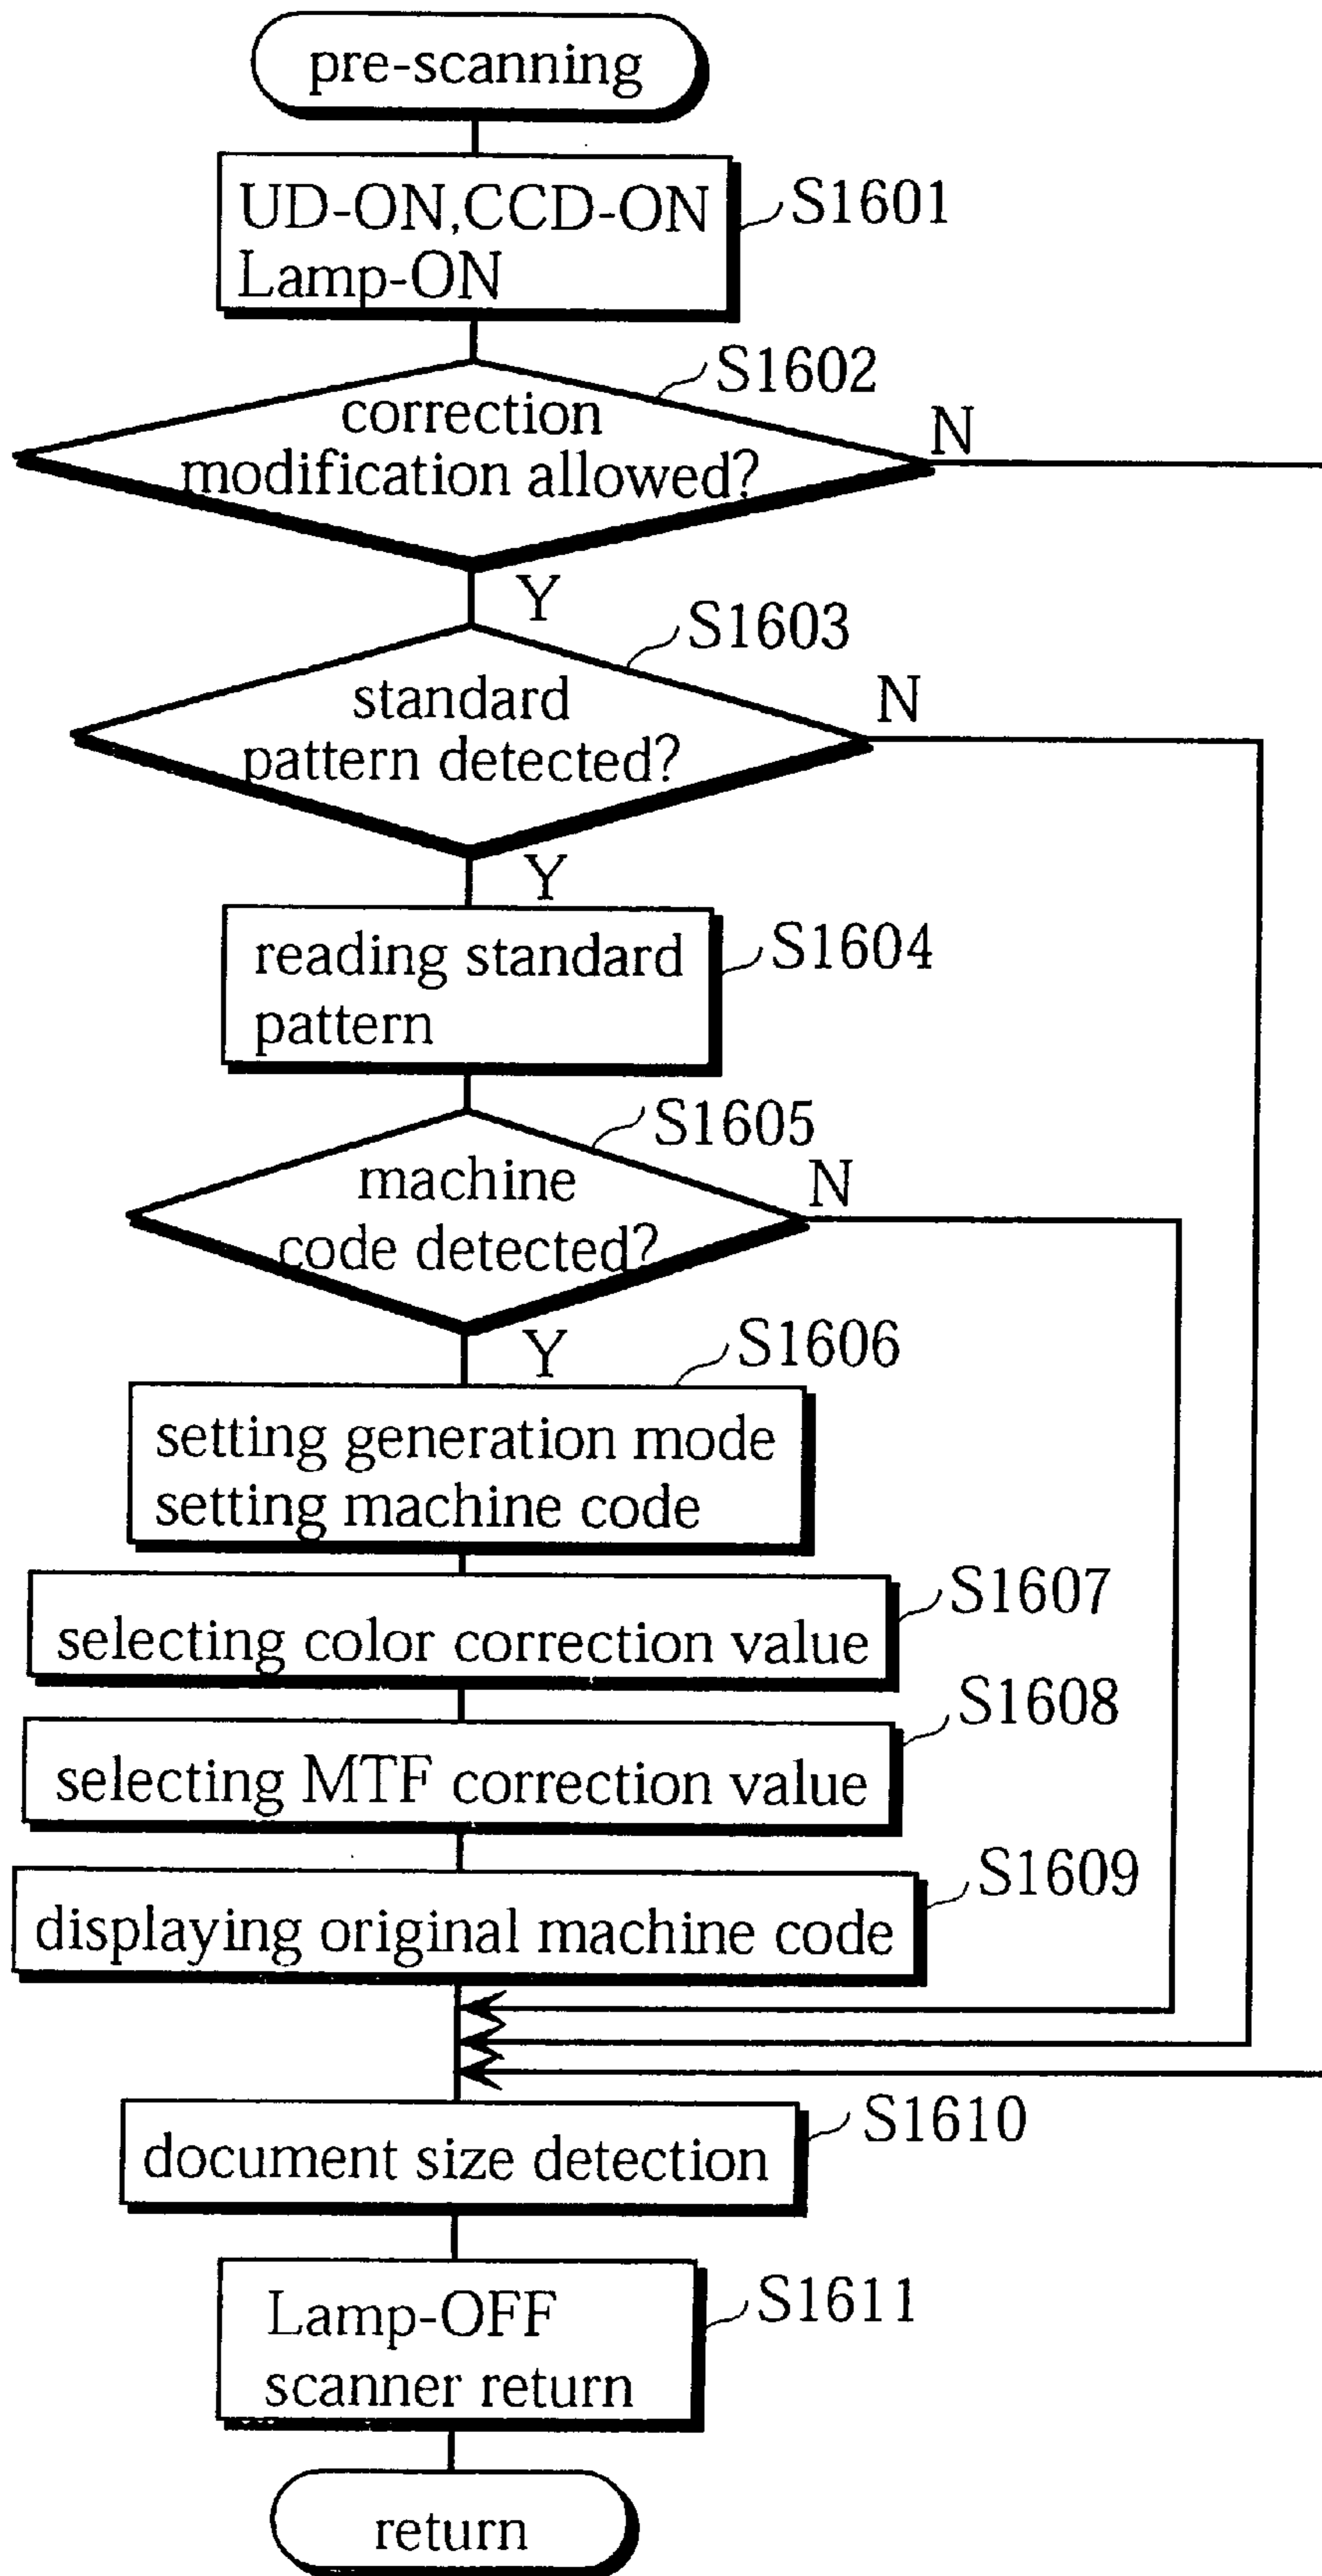 pre-scanning
UD-ON,CCD-ON
Lamp-ON
S1601
S1602
correction
modification allowed?
N
Y
S1603
standard
pattern detected?
N
Y
reading standard
pattern
S1604
S1605
machine
code detected?
N
Y
S1606
setting generation mode
setting machine code
S1607
selecting color correction value
S1608
selecting MTF correction value
S1609
displaying original machine code
S1610
document size detection
Lamp-OFF
scanner return
S1611
return